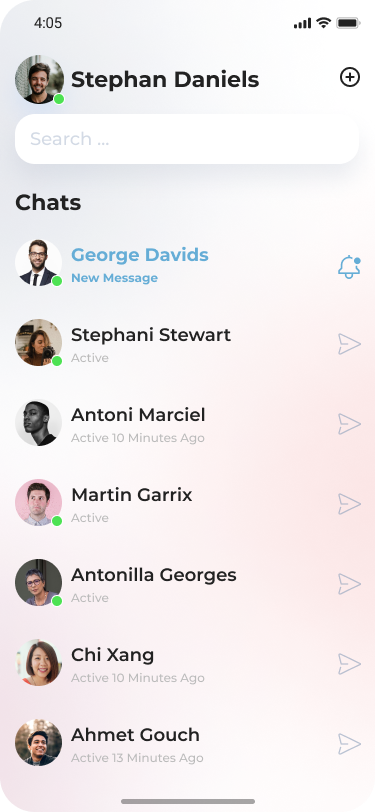 4:05
Stephan Daniels
Search ...
Chats
George Davids
New Message
Stephani Stewart
Active
Antoni Marciel
Active 10 Minutes Ago
Martin Garrix
Active
Antonilla Georges
Active
Chi Xang
Active 10 Minutes Ago
Ahmet Gouch
Active 13 Minutes Ago